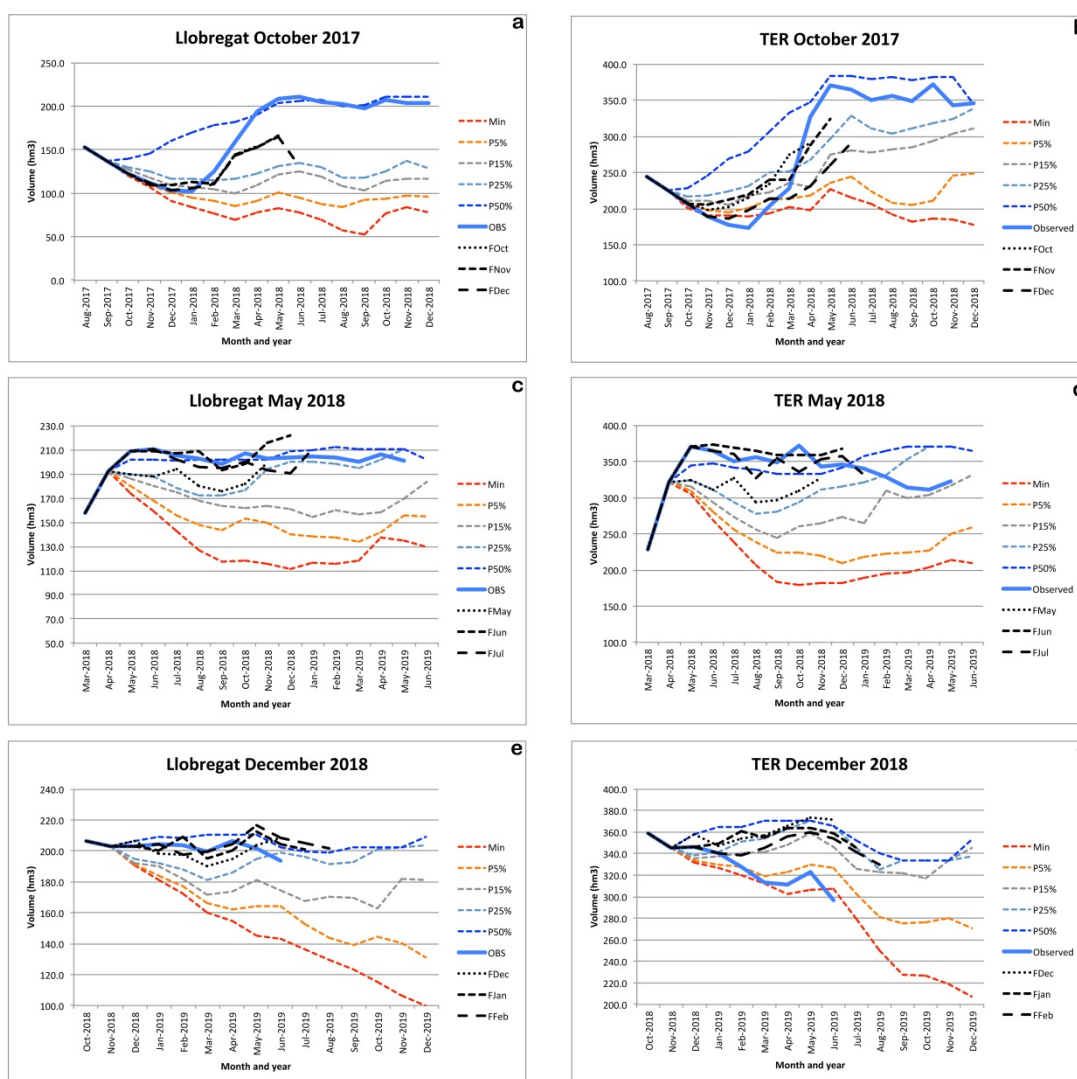 a
Llobregat October 2017
Volume (hm3)
250.0
200.0
150.0
100.0
50.0
0.0
Aug-2017
Sep-2017
Oct-2017
Nov-2017
Dec-2017
Jan-2018
Feb-2018
Mar-2018
Apr-2018
May-2018
Jun-2018
Jul-2018
Aug-2018
Sep-2018
Oct-2018
Nov-2018
Dec-2018
Month and year
Min
P5%
P15%
P25%
P50%
OBS
FOct
FNov
FDec
TER October 2017
Volume (hm3)
400.0
350.0
300.0
250.0
200.0
150.0
100.0
Aug-2017
Sep-2017
Oct-2017
Nov-2017
Dec-2017
Jan-2018
Feb-2018
Mar-2018
Apr-2018
May-2018
Jun-2018
Jul-2018
Aug-2018
Sep-2018
Oct-2018
Nov-2018
Dec-2018
Month and year
Min
P5%
P15%
P25%
P50%
Observed
FOct
FNov
FDec
c
Llobregat May 2018
Volume (hm3)
230.0
210.0
190.0
170.0
150.0
130.0
110.0
90.0
70.0
50.0
Mar-2018
Apr-2018
May-2018
Jun-2018
Jul-2018
Aug-2018
Sep-2018
Oct-2018
Nov-2018
Dec-2018
Jan-2019
Feb-2019
Mar-2019
Apr-2019
May-2019
Jun-2019
Month and year
Min
P5%
P15%
P25%
P50%
OBS
FMay
FJun
FJul
TER May 2018
Volume (hm3)
400.0
350.0
300.0
250.0
200.0
150.0
100.0
Mar-2018
Apr-2018
May-2018
Jun-2018
Jul-2018
Aug-2018
Sep-2018
Oct-2018
Nov-2018
Dec-2018
Jan-2019
Feb-2019
Mar-2019
Apr-2019
May-2019
Jun-2019
Month and year
Min
P5%
P15%
P25%
P50%
Observed
FMay
FJun
FJul
e
Llobregat December 2018
Volume (hm3)
240.0
220.0
200.0
180.0
160.0
140.0
120.0
100.0
Oct-2018
Nov-2018
Dec-2018
Jan-2019
Feb-2019
Mar-2019
Apr-2019
May-2019
Jun-2019
Jul-2019
Aug-2019
Sep-2019
Oct-2019
Nov-2019
Dec-2019
Month and year
Min
P5%
P15%
P25%
P50%
OBS
FDec
FJan
FFeb
TER December 2018
Volume (hm3)
400.0
380.0
360.0
340.0
320.0
300.0
280.0
260.0
240.0
220.0
200.0
Oct-2018
Nov-2018
Dec-2018
Jan-2019
Feb-2019
Mar-2019
Apr-2019
May-2019
Jun-2019
Jul-2019
Aug-2019
Sep-2019
Oct-2019
Nov-2019
Dec-2019
Month and year
Min
P5%
P15%
P25%
P50%
Observed
FDec
Fjan
FFeb